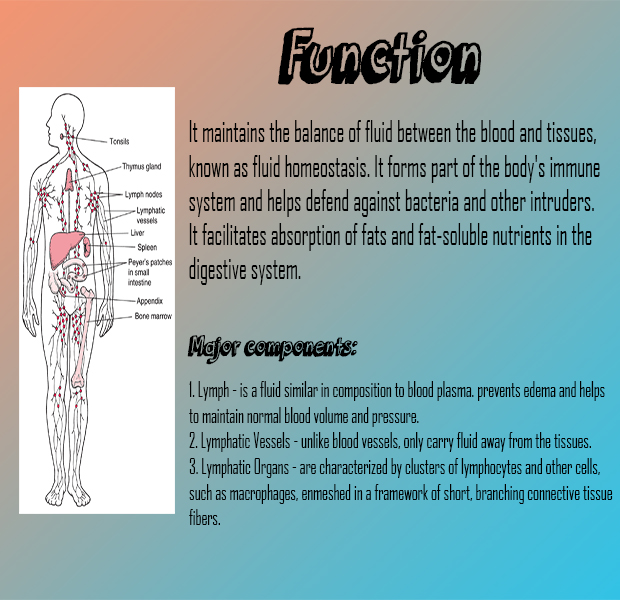 Function
It maintains the balance of fluid between the blood and tissues,
known as fluid homeostasis. It forms part of the body's immune
system and helps defend against bacteria and other intruders.
It facilitates absorption of fats and fat-soluble nutrients in the
digestive system.
Tonsils
Thymus gland
Lymph nodes
Lymphatic
vessels
Liver
Spleen
Peyer's patches
in small
intestine
Appendix
Bone marrow
Major components:
1. Lymph - is a fluid similar in composition to blood plasma. prevents edema and helps
to maintain normal blood volume and pressure.
2. Lymphatic Vessels - unlike blood vessels, only carry fluid away from the tissues.
3. Lymphatic Organs - are characterized by clusters of lymphocytes and other cells,
such as macrophages, enmeshed in a framework of short, branching connective tissue
fibers.